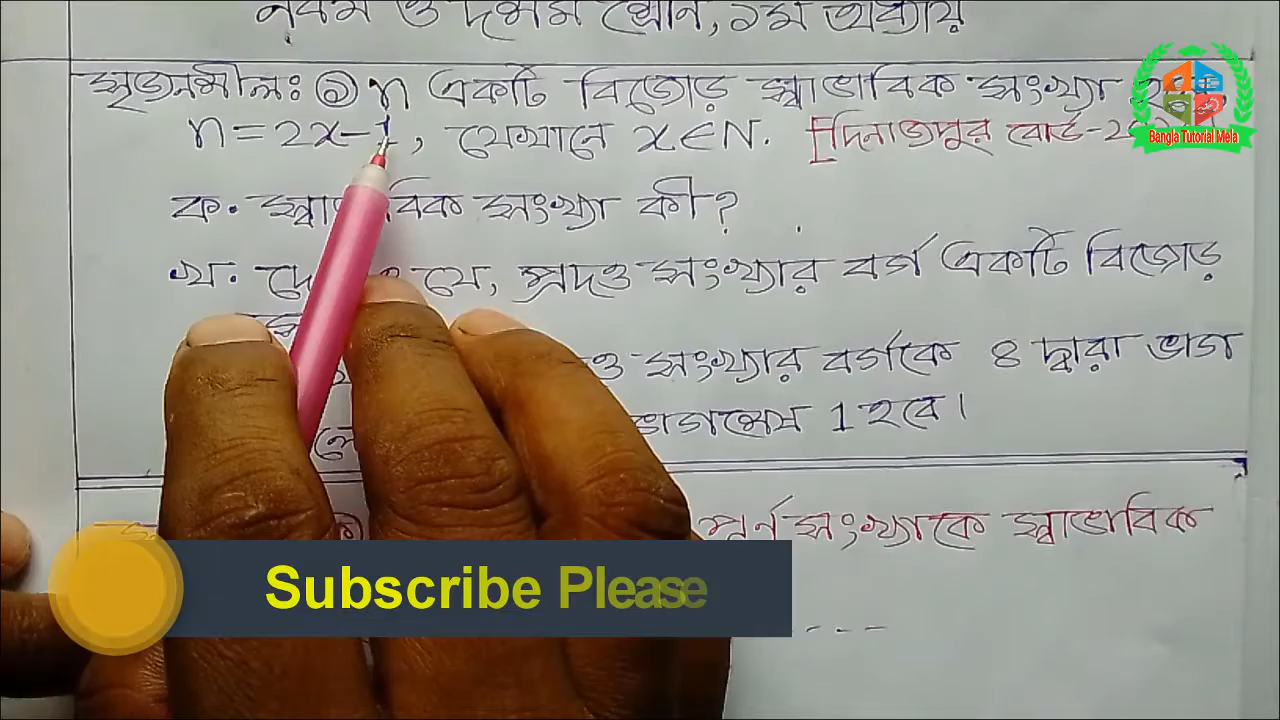 নবম ও দশম শ্রেনি, ১ম অধ্যায়
সৃজনশীলঃ ① n একটি বিজোড় স্বাভাবিক সংখ্যা
n = 2x-1, যেখানে x∈N. [দিনাজপুর বোর্ড-
Bangla Tutorial Mela
ক. স্বাভাবিক সংখ্যা কী?
খ. যে, প্রদত্ত সংখ্যার বর্গ একটি বিজোড়
সংখ্যার বর্গকে 8 দ্বারা ভাগ
ভাগশেষ 1 হবে।
পূর্ন সংখ্যাকে স্বাভাবিক
Subscribe Please